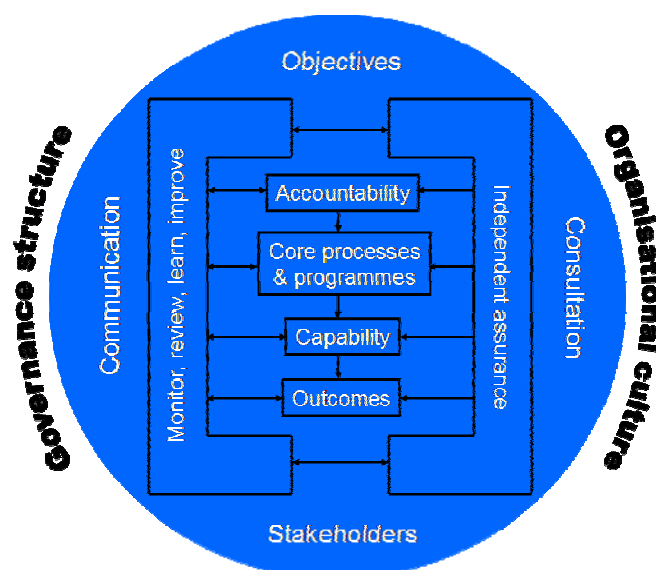 Objectives
Governance structure
Organisational culture
Communication
Monitor, review, learn, improve
Accountability
Core processes
& programmes
Capability
Outcomes
Independent assurance
Consultation
Stakeholders